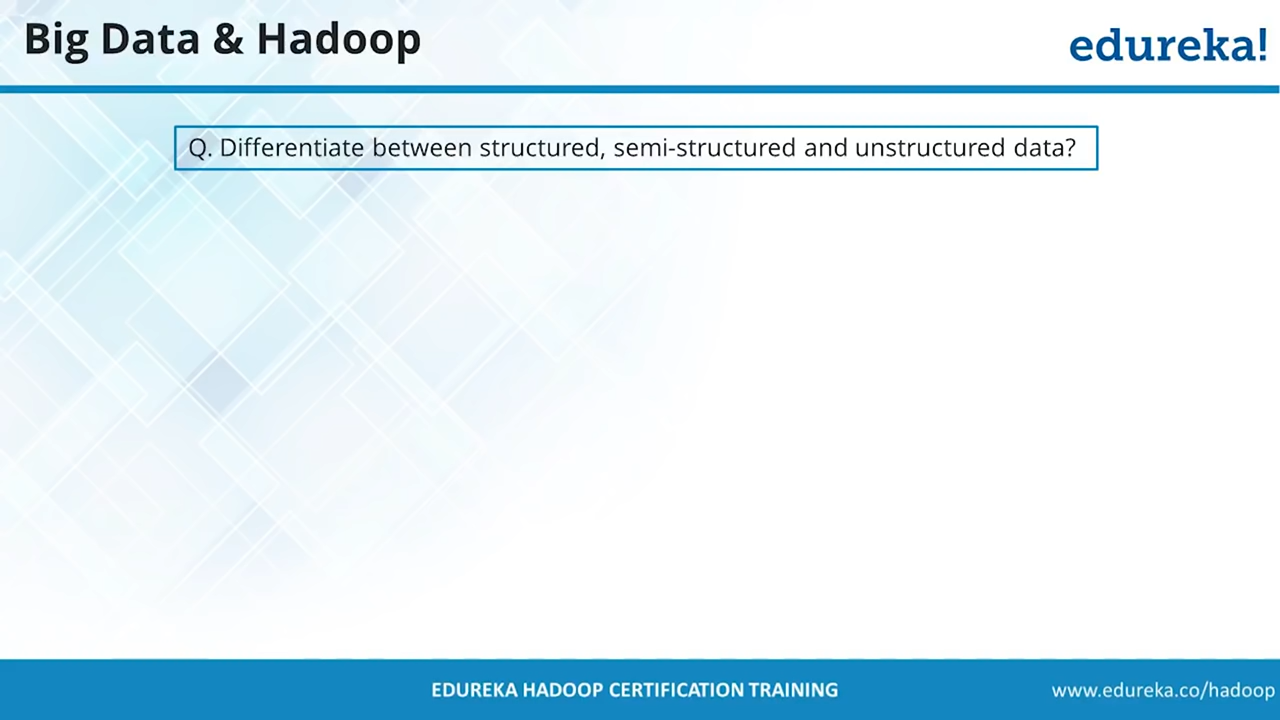 Big Data & Hadoop
edureka!
Q. Differentiate between structured, semi-structured and unstructured data?
EDUREKA HADOOP CERTIFICATION TRAINING
www.edureka.co/hadoop